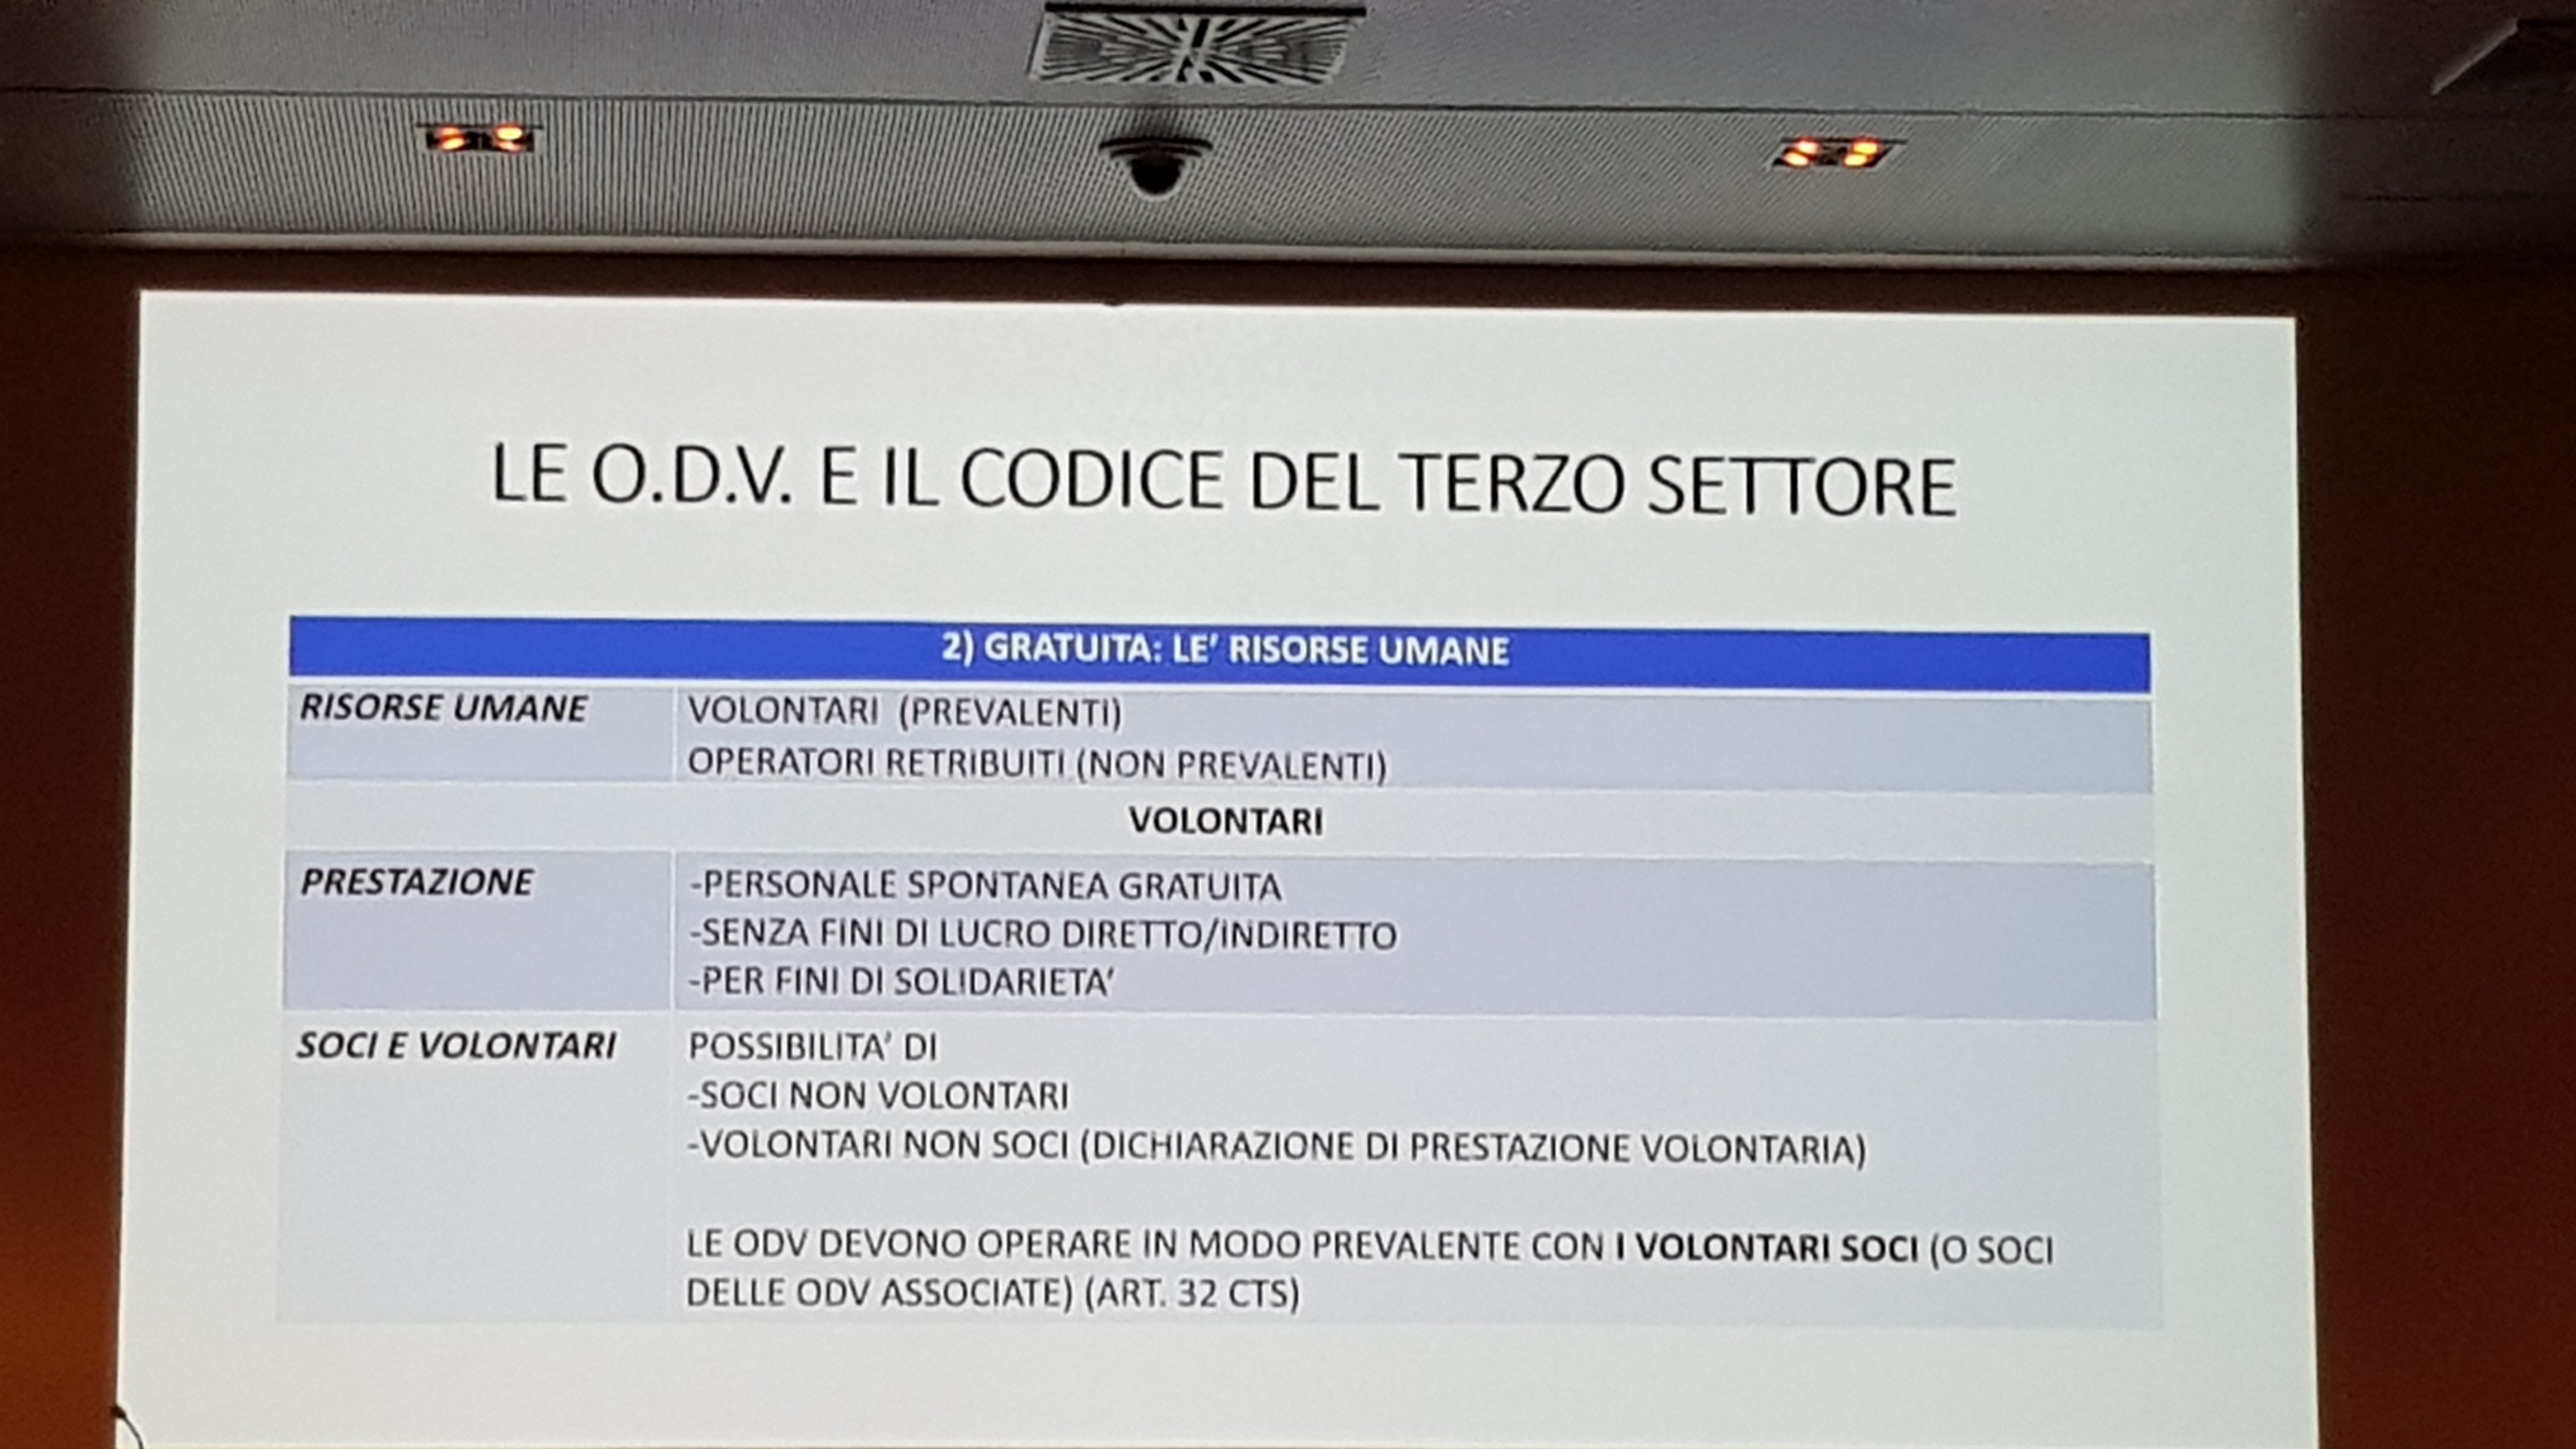 LE O.D.V. E IL CODICE DEL TERZO SETTORE
2) GRATUITA: LE' RISORSE UMANE
RISORSE UMANE
VOLONTARI (PREVALENTI)
OPERATORI RETRIBUITI (NON PREVALENTI)
VOLONTARI
PRESTAZIONE
-PERSONALE SPONTANEA GRATUITA
-SENZA FINI DI LUCRO DIRETTO/INDIRETTO
-PER FINI DI SOLIDARIETA'
SOCI E VOLONTARI
POSSIBILITA' DI
-SOCI NON VOLONTARI
-VOLONTARI NON SOCI (DICHIARAZIONE DI PRESTAZIONE VOLONTARIA)
LE ODV DEVONO OPERARE IN MODO PREVALENTE CON I VOLONTARI SOCI (O SOCI
DELLE ODV ASSOCIATE) (ART. 32 CTS)